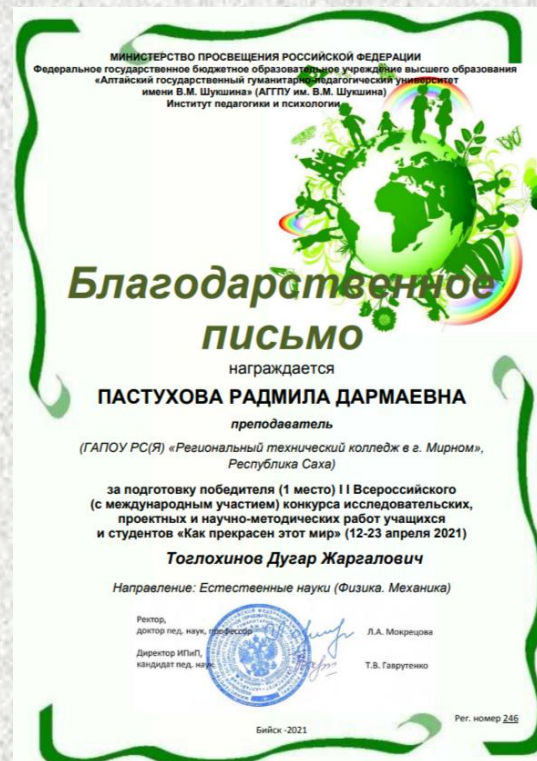 МИНИСТЕРСТВО ПРОСВЕЩЕНИЯ РОССИЙСКОЙ ФЕДЕРАЦИИ
Федеральное государственное бюджетное образовательное учреждение высшего образования
«Алтайский государственный гуманитарно-педагогический университет
имени В.М. Шукшина» (АГГПУ им. В.М. Шукшина)
Институт педагогики и психологии
Благодарственное
письмо
награждается
ПАСТУХОВА РАДМИЛА ДАРМАЕВНА
преподаватель
(ГАПОУ РС(Я) «Региональный технический колледж в г. Мирном»,
Республика Саха)
за подготовку победителя (1 место) I I Всероссийского
(с международным участием) конкурса исследовательских,
проектных и научно-методических работ учащихся
и студентов «Как прекрасен этот мир» (12-23 апреля 2021)
Тоглохинов Дугар Жаргалович
Направление: Естественные науки (Физика. Механика)
Ректор,
доктор пед. наук, профессор Л.А. Мокрецова
Директор ИПиП,
кандидат пед. наук Т.В. Гаврутенко
Рег. номер 246
Бийск -2021